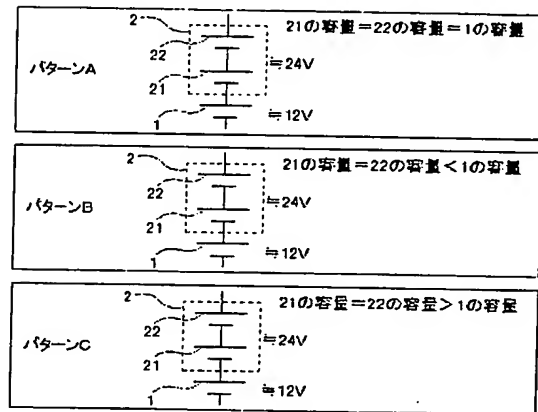 2
21の容量＝22の容量＝1の容量
22
≒24V
パターンA
21
1
≒12V
2
21の容量＝22の容量＜1の容量
22
≒24V
パターンB
21
1
≒12V
2
21の容量＝22の容量＞1の容量
22
≒24V
パターンC
21
1
≒12V